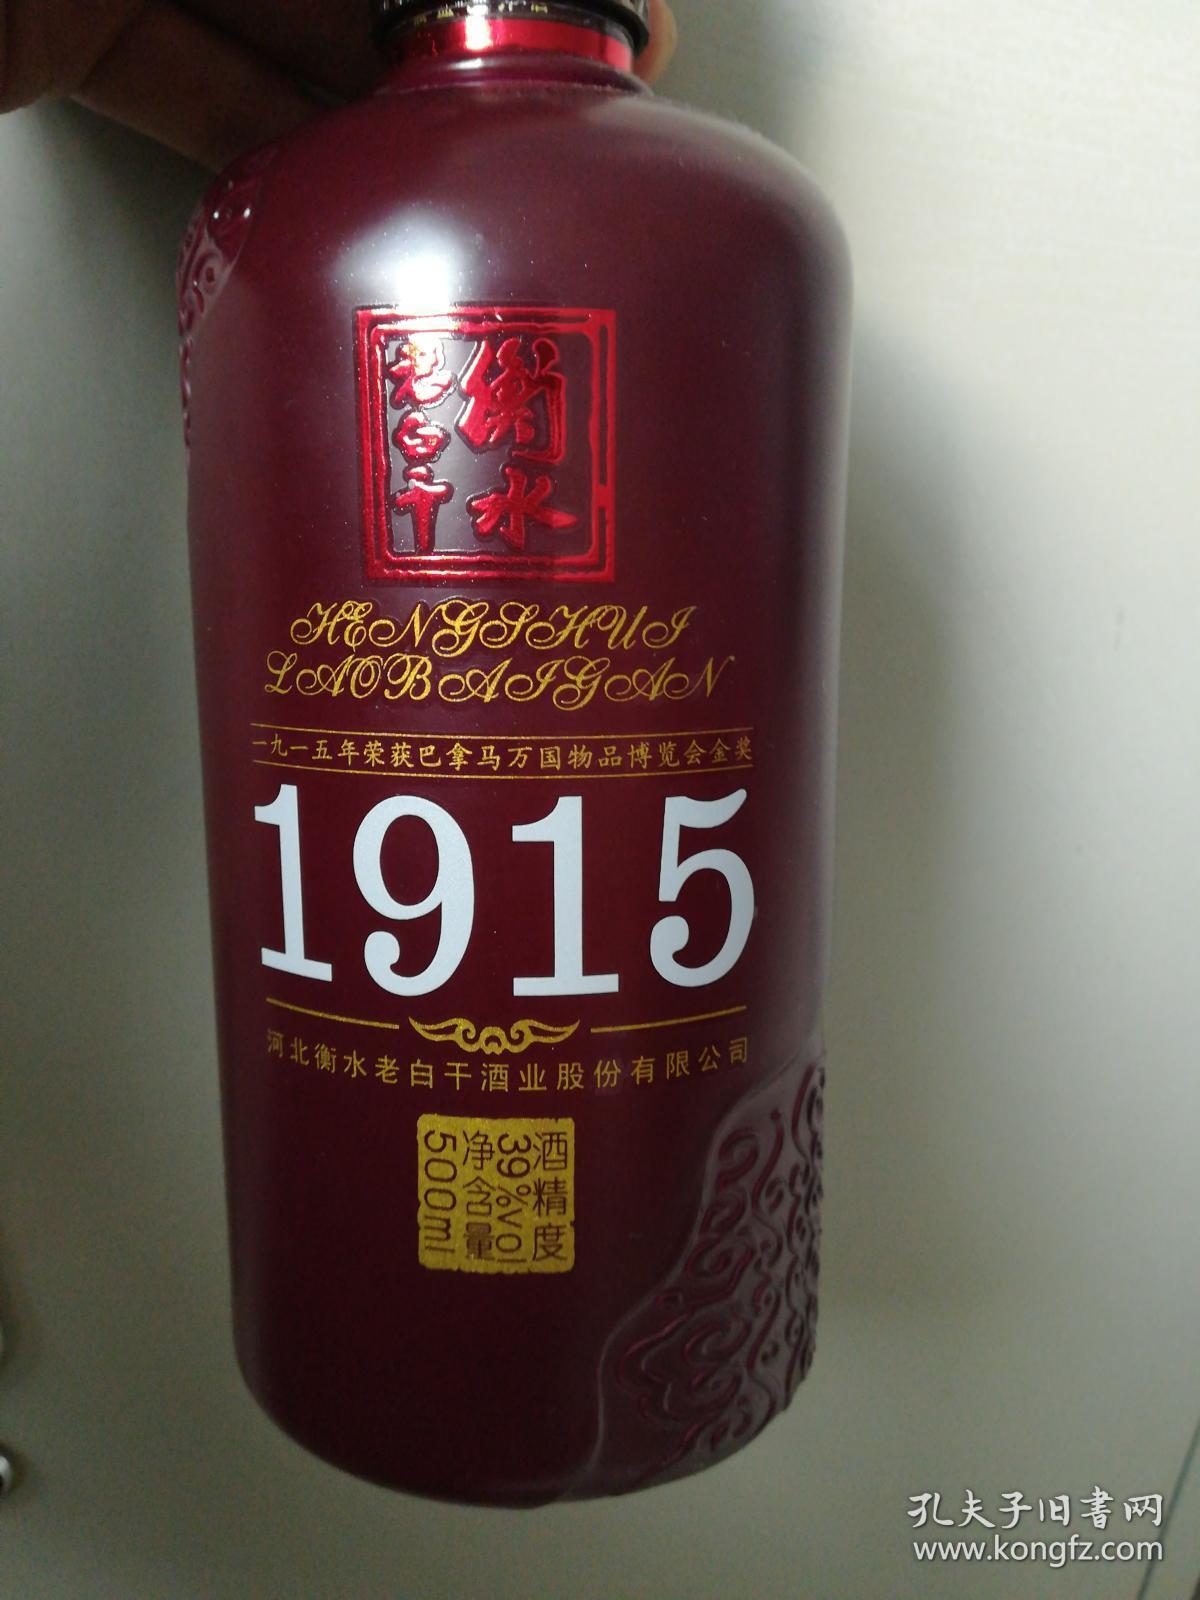 衡水
老白干
HENGSHUI
LAOBAIGAN
一九一五年荣获巴拿马万国物品博览会金奖
1915
河北衡水老白干酒业股份有限公司
酒精度
39%vol
净含量
500ml
孔夫子旧书网
www.kongfz.com